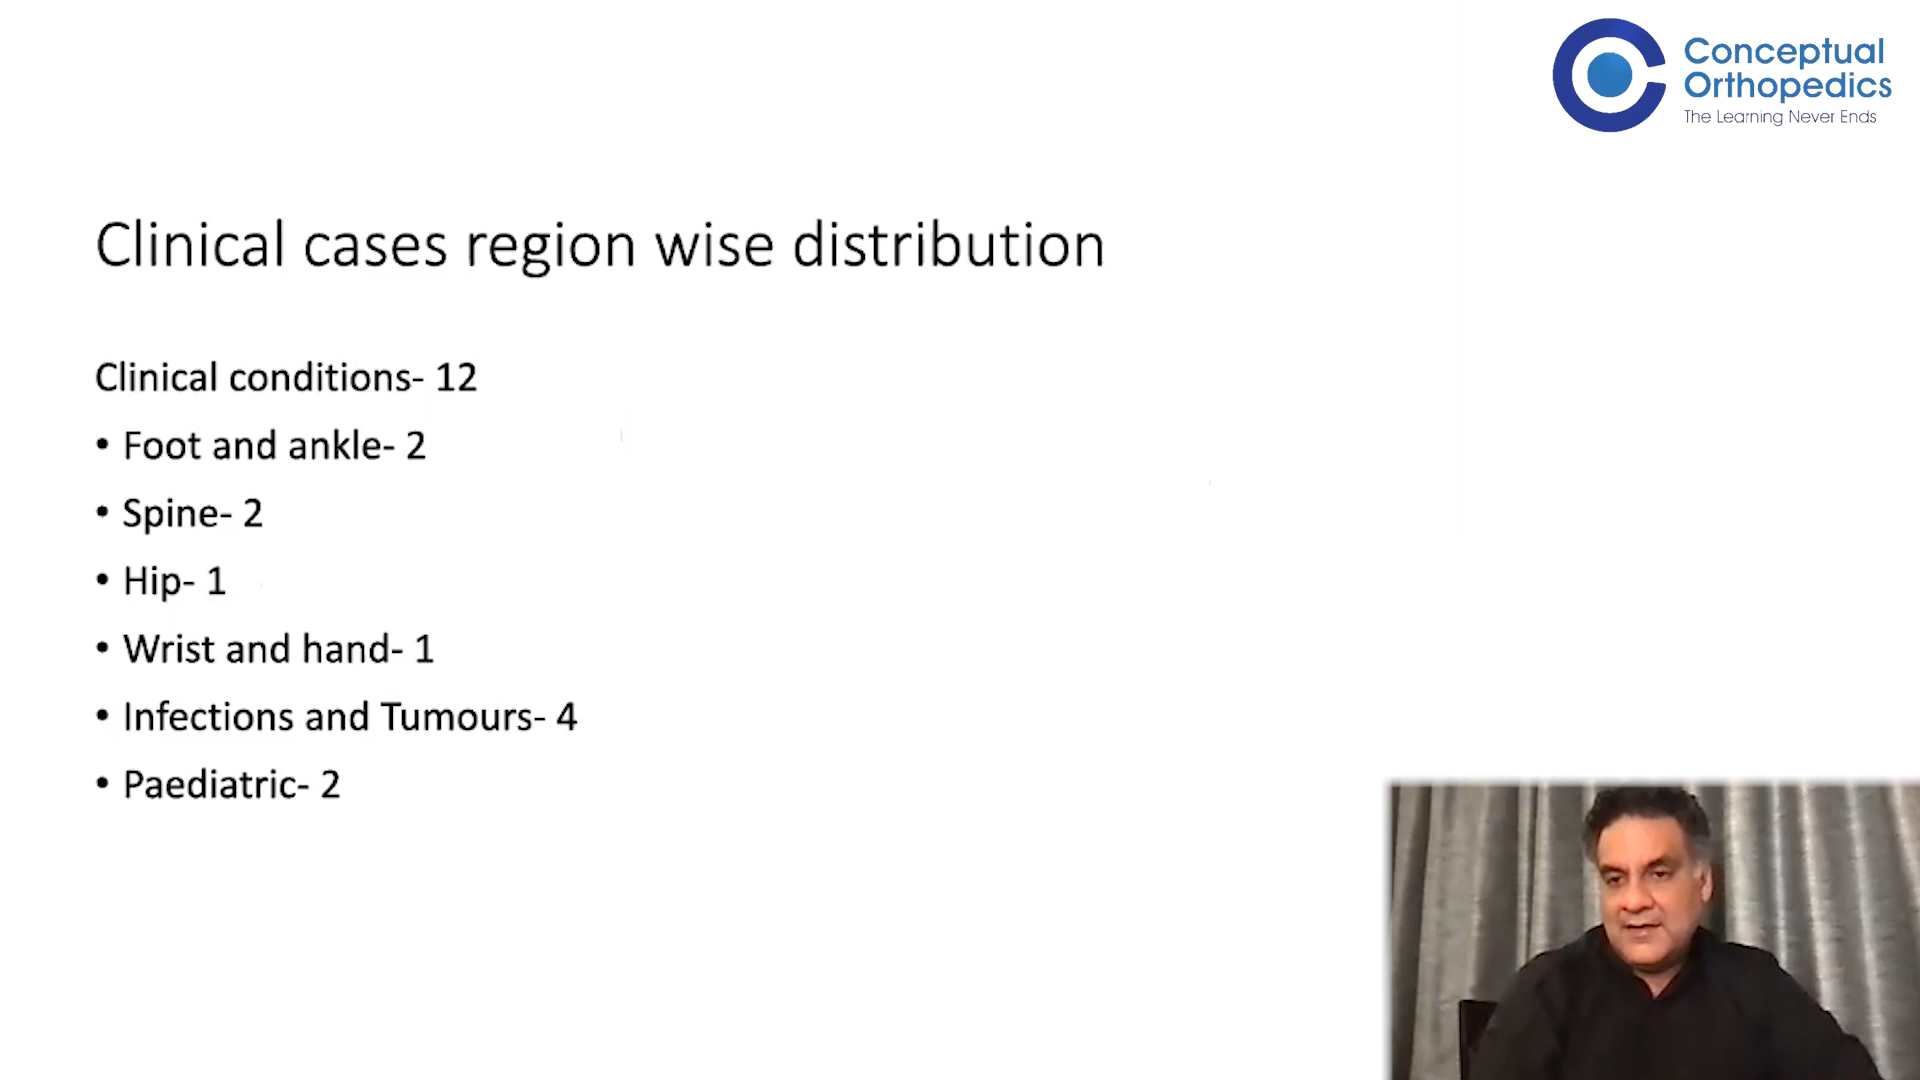 Conceptual
Orthopedics
The Learning Never Ends
Clinical cases region wise distribution
Clinical conditions- 12
• Foot and ankle- 2
• Spine- 2
• Hip- 1
• Wrist and hand- 1
• Infections and Tumours- 4
• Paediatric- 2